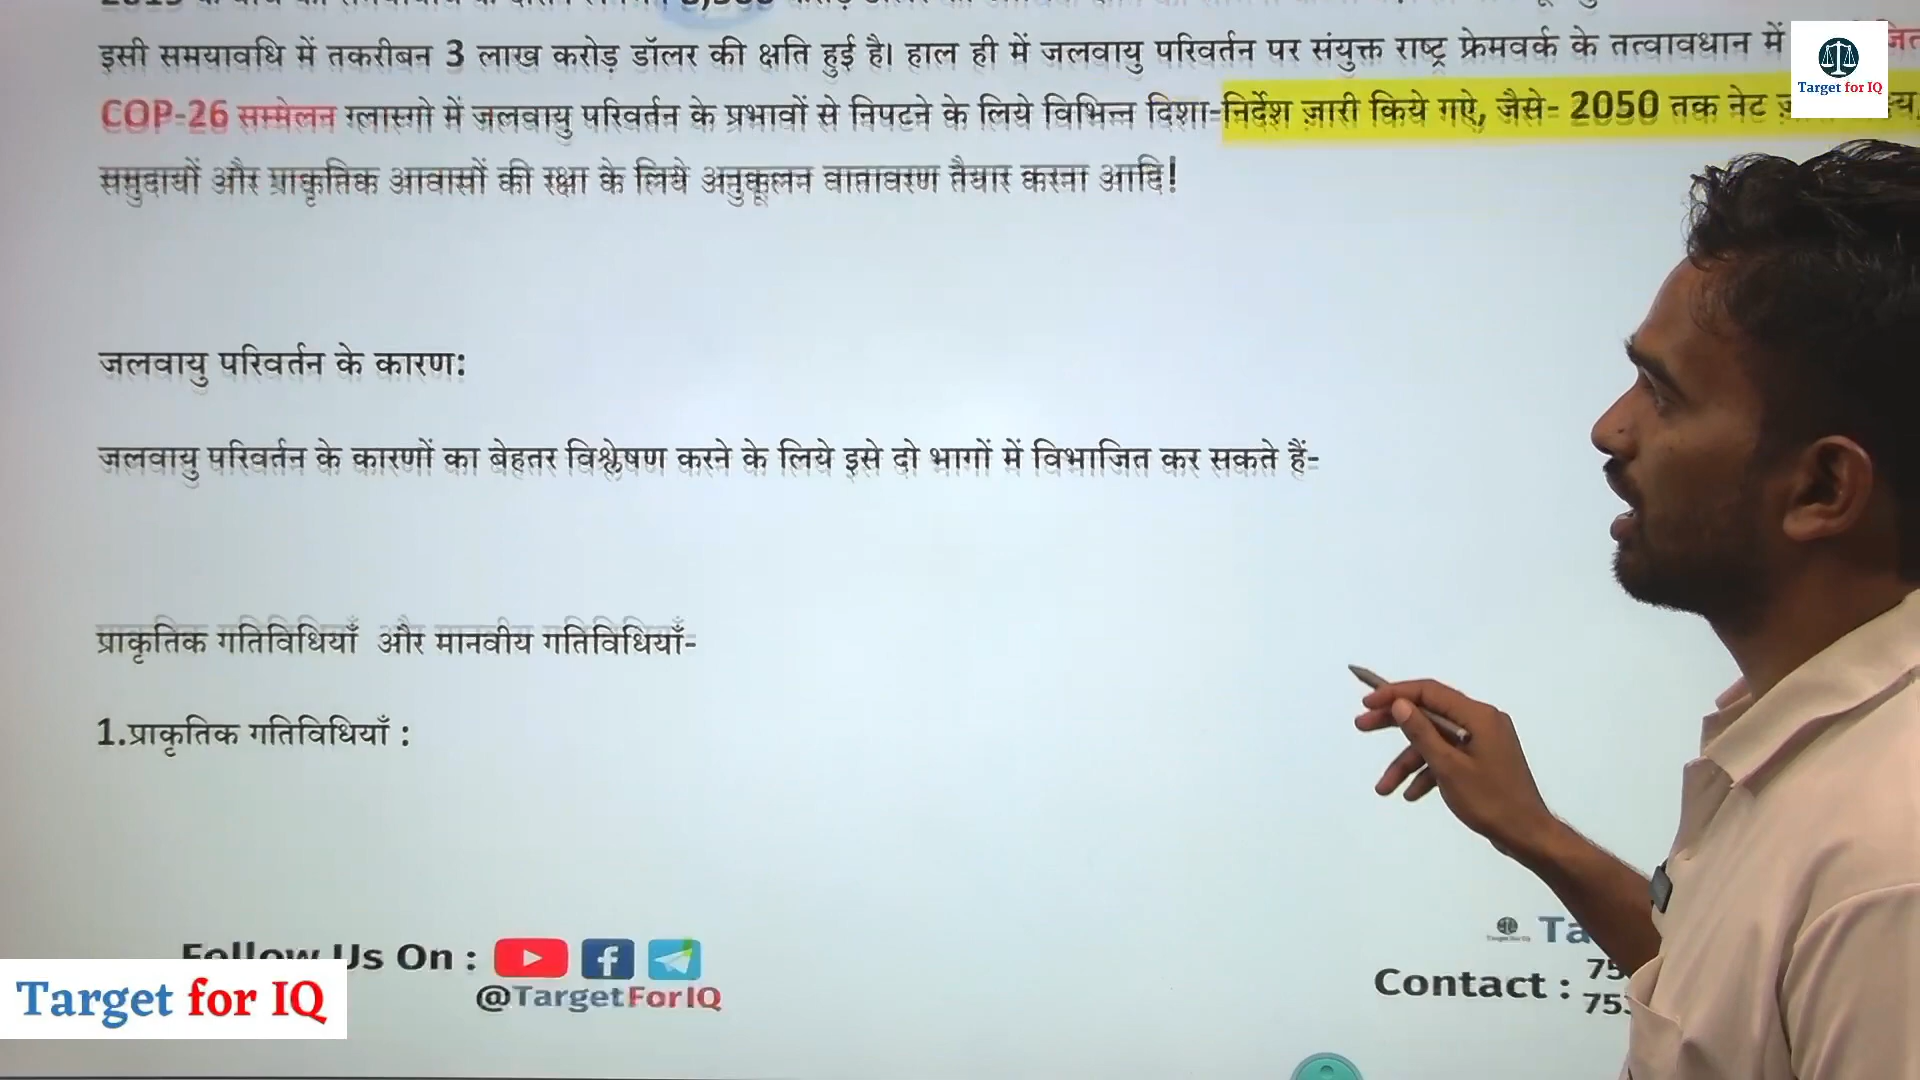 इसी समयावधि में तकरीबन 3 लाख करोड़ डॉलर की क्षति हुई है। हाल ही में जलवायु परिवर्तन पर संयुक्त राष्ट्र फ्रेमवर्क के तत्वावधान में
COP-26 सम्मेलन ग्लास्गो में जलवायु परिवर्तन के प्रभावों से निपटने के लिये विभिन्न दिशा-निर्देश ज़ारी किये गऐ, जैसे- 2050 तक नेट
समुदायों और प्राकृतिक आवासों की रक्षा के लिये अनुकूलन वातावरण तैयार करना आदि!
जलवायु परिवर्तन के कारण:
जलवायु परिवर्तन के कारणों का बेहतर विश्लेषण करने के लिये इसे दो भागों में विभाजित कर सकते हैं-
प्राकृतिक गतिविधियाँ और मानवीय गतिविधियाँ-
1.प्राकृतिक गतिविधियाँ :
Follow Us On :
@TargetForIQ
Contact :
Target for IQ
Target for IQ